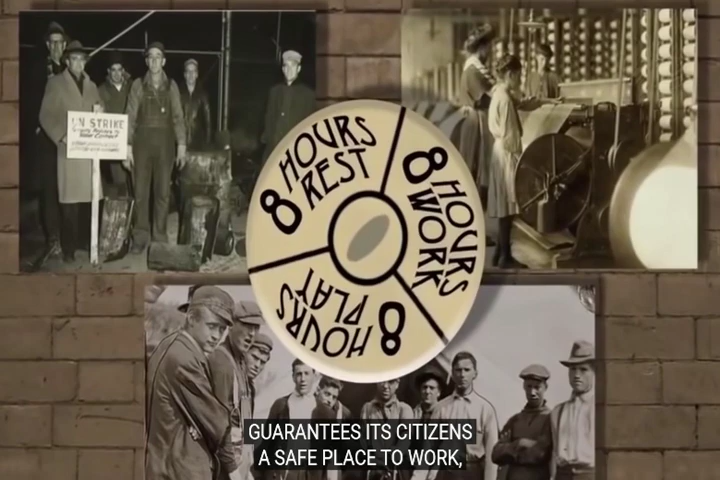 ON STRIKE
8 HOURS
REST
8 HOURS
WORK
8 HOURS
PLAY
GUARANTEES ITS CITIZENS
A SAFE PLACE TO WORK,